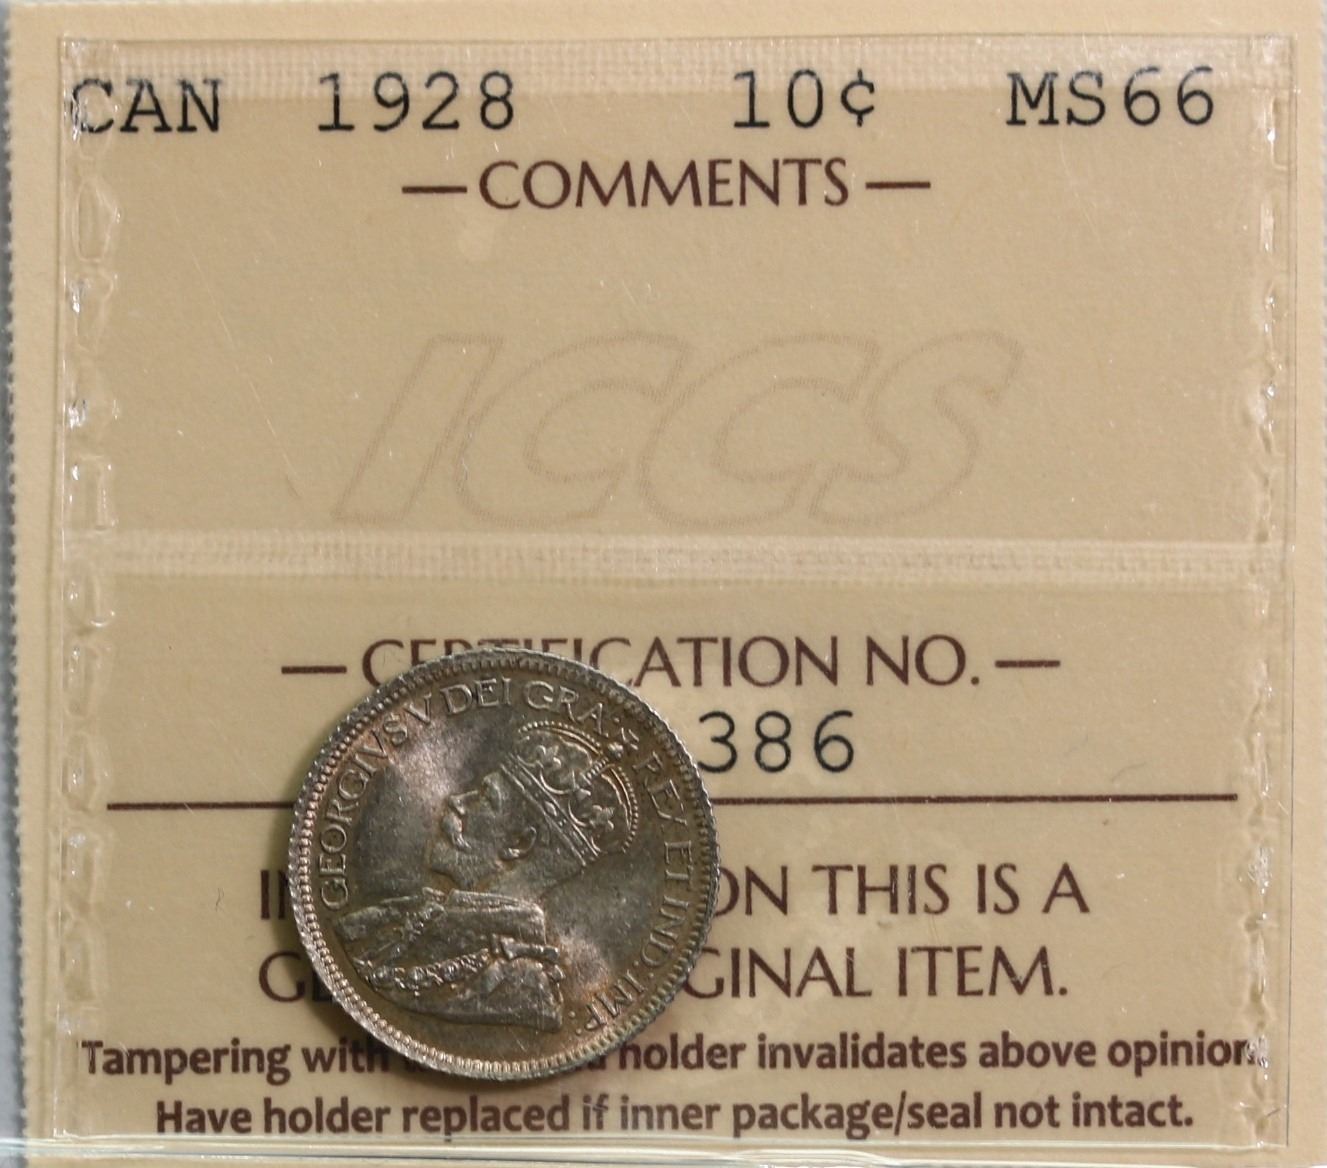 CAN 1928 10¢ MS66
— COMMENTS —
ICCS
— CERTIFICATION NO. —
386
ON THIS IS A
GINAL ITEM.
Tampering with holder invalidates above opinion.
Have holder replaced if inner package/seal not intact.
GEORGIVS V DEI GRA: REX ET IND: IMP: